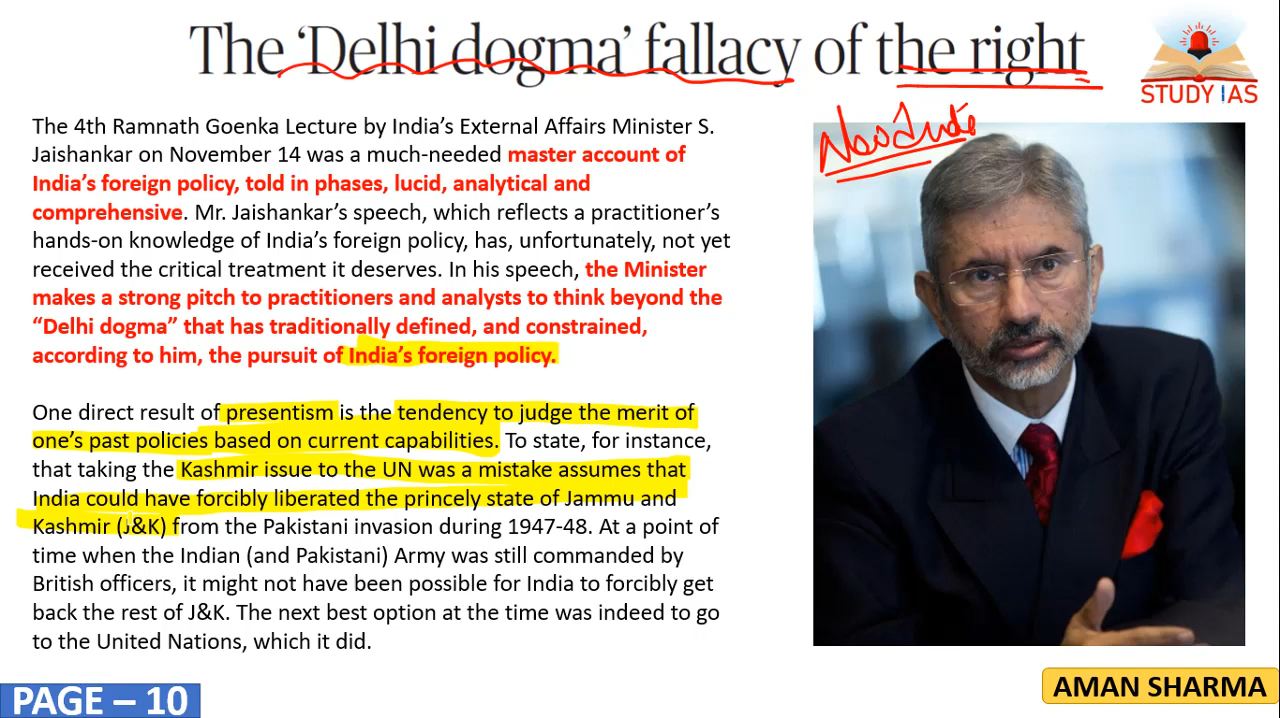 The ‘Delhi dogma’ fallacy of the right
STUDY IAS
The 4th Ramnath Goenka Lecture by India’s External Affairs Minister S.
Jaishankar on November 14 was a much-needed master account of
India’s foreign policy, told in phases, lucid, analytical and
comprehensive. Mr. Jaishankar’s speech, which reflects a practitioner’s
hands-on knowledge of India’s foreign policy, has, unfortunately, not yet
received the critical treatment it deserves. In his speech, the Minister
makes a strong pitch to practitioners and analysts to think beyond the
“Delhi dogma” that has traditionally defined, and constrained,
according to him, the pursuit of India’s foreign policy.
One direct result of presentism is the tendency to judge the merit of
one’s past policies based on current capabilities. To state, for instance,
that taking the Kashmir issue to the UN was a mistake assumes that
India could have forcibly liberated the princely state of Jammu and
Kashmir (J&K) from the Pakistani invasion during 1947-48. At a point of
time when the Indian (and Pakistani) Army was still commanded by
British officers, it might not have been possible for India to forcibly get
back the rest of J&K. The next best option at the time was indeed to go
to the United Nations, which it did.
PAGE – 10
AMAN SHARMA